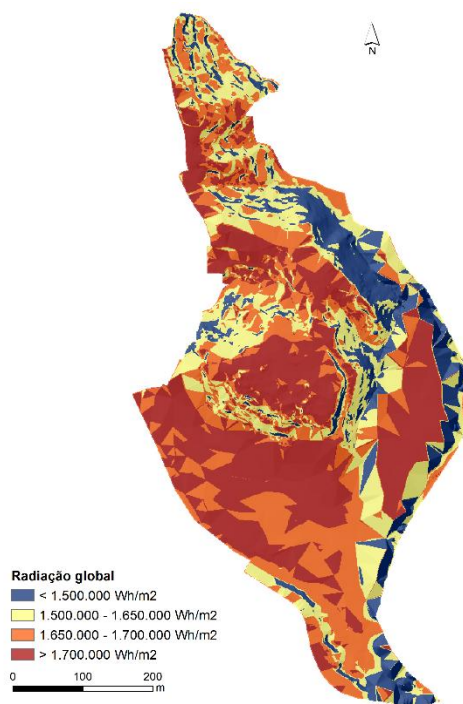 N
Radiação global
< 1.500.000 Wh/m2
1.500.000 - 1.650.000 Wh/m2
1.650.000 - 1.700.000 Wh/m2
> 1.700.000 Wh/m2
0 100 200
m